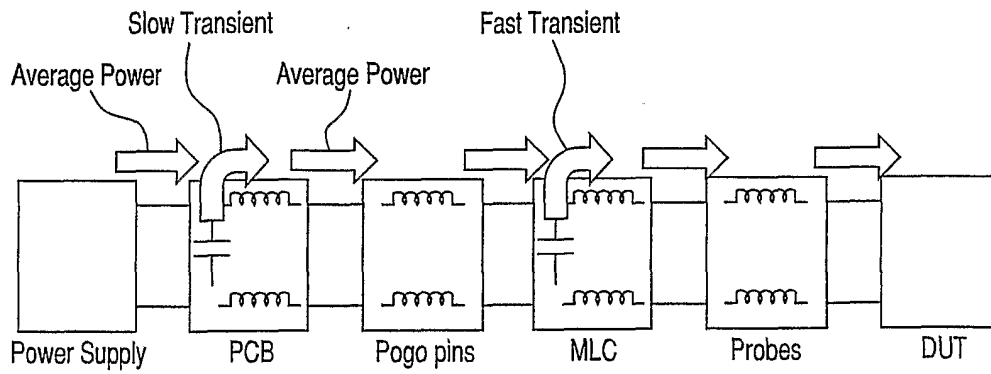 Slow Transient
Fast Transient
Average Power
Average Power
Power Supply
PCB
Pogo pins
MLC
Probes
DUT